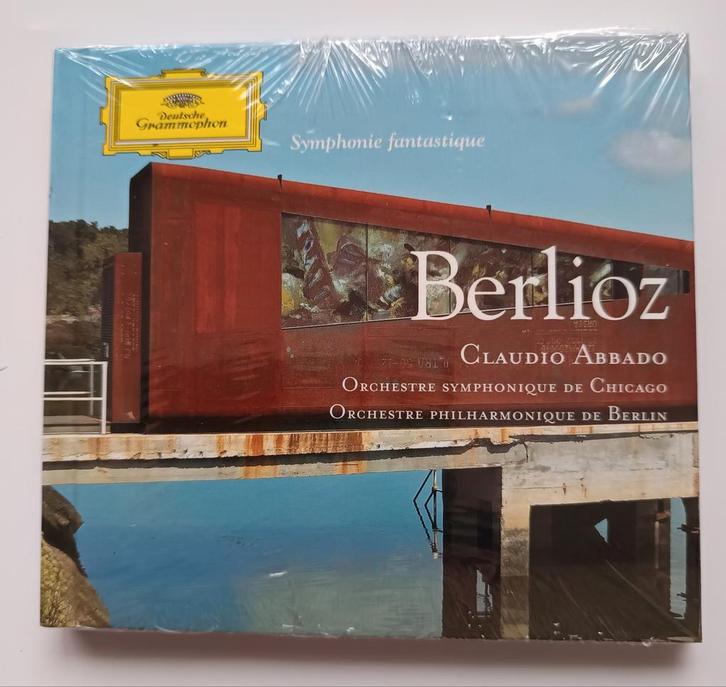 Deutsche
Grammophon
Symphonie fantastique
Berlioz
CLAUDIO ABBADO
ORCHESTRE SYMPHONIQUE DE CHICAGO
ORCHESTRE PHILHARMONIQUE DE BERLIN